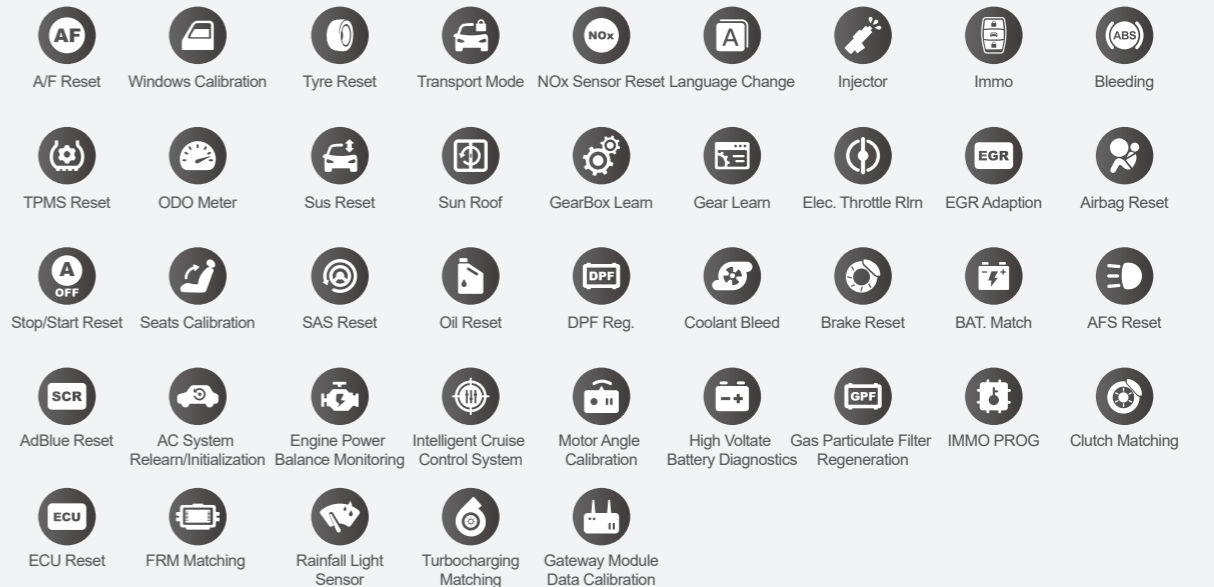 AF
NOx
A
ABS
A/F Reset
Windows Calibration
Tyre Reset
Transport Mode
NOx Sensor Reset
Language Change
Injector
Immo
Bleeding
EGR
TPMS Reset
ODO Meter
Sus Reset
Sun Roof
GearBox Learn
Gear Learn
Elec. Throttle Rlrn
EGR Adaption
Airbag Reset
A
OFF
DPF
Stop/Start Reset
Seats Calibration
SAS Reset
Oil Reset
DPF Reg.
Coolant Bleed
Brake Reset
BAT. Match
AFS Reset
SCR
GPF
AdBlue Reset
AC System
Relearn/Initialization
Engine Power
Balance Monitoring
Intelligent Cruise
Control System
Motor Angle
Calibration
High Voltate
Battery Diagnostics
Gas Particulate Filter
Regeneration
IMMO PROG
Clutch Matching
ECU
ECU Reset
FRM Matching
Rainfall Light
Sensor
Turbocharging
Matching
Gateway Module
Data Calibration